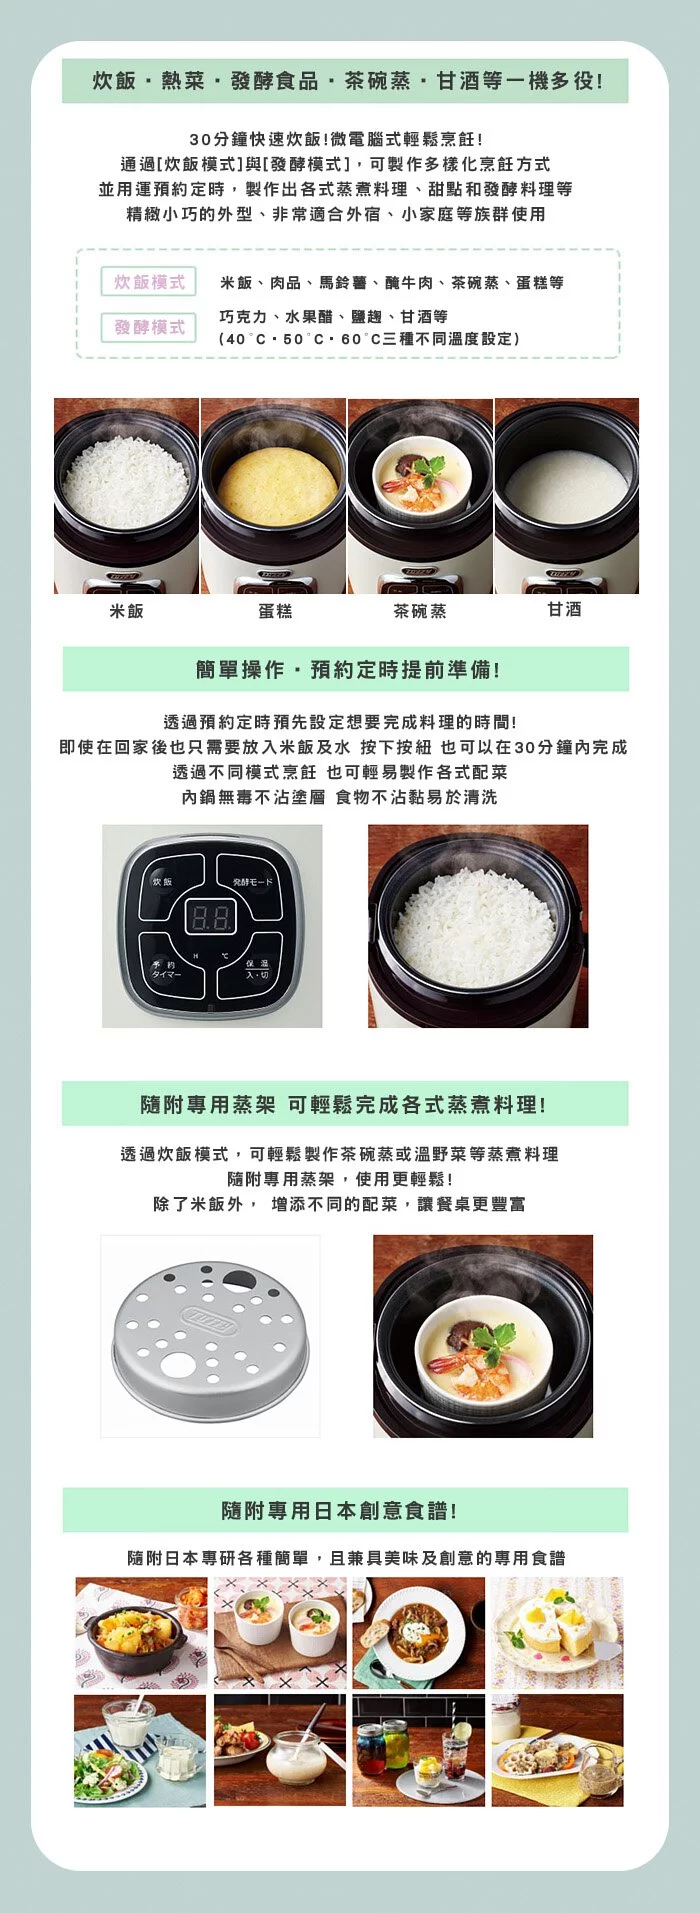 炊飯・熱菜・發酵食品・茶碗蒸・甘酒等一機多役!
30分鐘快速炊飯!微電腦式輕鬆烹飪!
通過[炊飯模式]與[發酵模式]，可製作多樣化烹飪方式
並用運預約定時，製作出各式蒸煮料理、甜點和發酵料理等
精緻小巧的外型、非常適合外宿、小家庭等族群使用
炊飯模式 米飯、肉品、馬鈴薯、醃牛肉、茶碗蒸、蛋糕等
發酵模式 巧克力、水果醋、鹽麴、甘酒等
(40°C・50°C・60°C三種不同溫度設定)
米飯 蛋糕 茶碗蒸 甘酒
簡單操作・預約定時提前準備!
透過預約定時預先設定想要完成料理的時間!
即使在回家後也只需要放入米飯及水 按下按紐 也可以在30分鐘內完成
透過不同模式烹飪 也可輕易製作各式配菜
內鍋無毒不沾塗層 食物不沾黏易於清洗
炊飯 発酵モード
8.8.
H ℃
予約 保温
タイマー 入・切
隨附專用蒸架 可輕鬆完成各式蒸煮料理!
透過炊飯模式，可輕鬆製作茶碗蒸或溫野菜等蒸煮料理
隨附專用蒸架，使用更輕鬆!
除了米飯外， 增添不同的配菜，讓餐桌更豐富
Toffy
隨附專用日本創意食譜!
隨附日本專研各種簡單，且兼具美味及創意的專用食譜